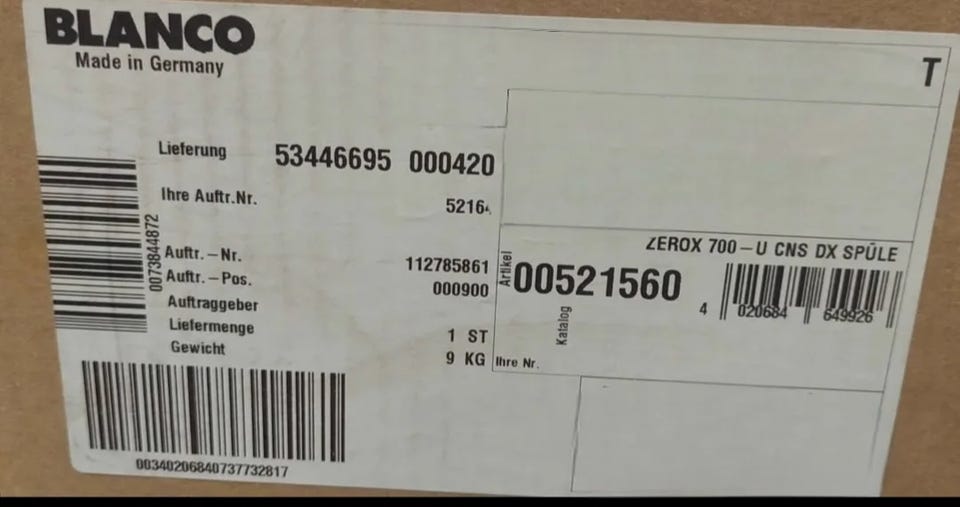 BLANCO
Made in Germany
T
Lieferung 53446695 000420
Ihre Auftr.Nr. 5216
0073844872
Auftr.-Nr. 112785861
Auftr.-Pos. 000900
Auftraggeber
Liefermenge 1 ST
Gewicht 9 KG
00340206840737732817
ZEROX 700-U CNS DX SPÜLE
Artikel 00521560
4 020684 649926
Katalog
Ihre Nr.